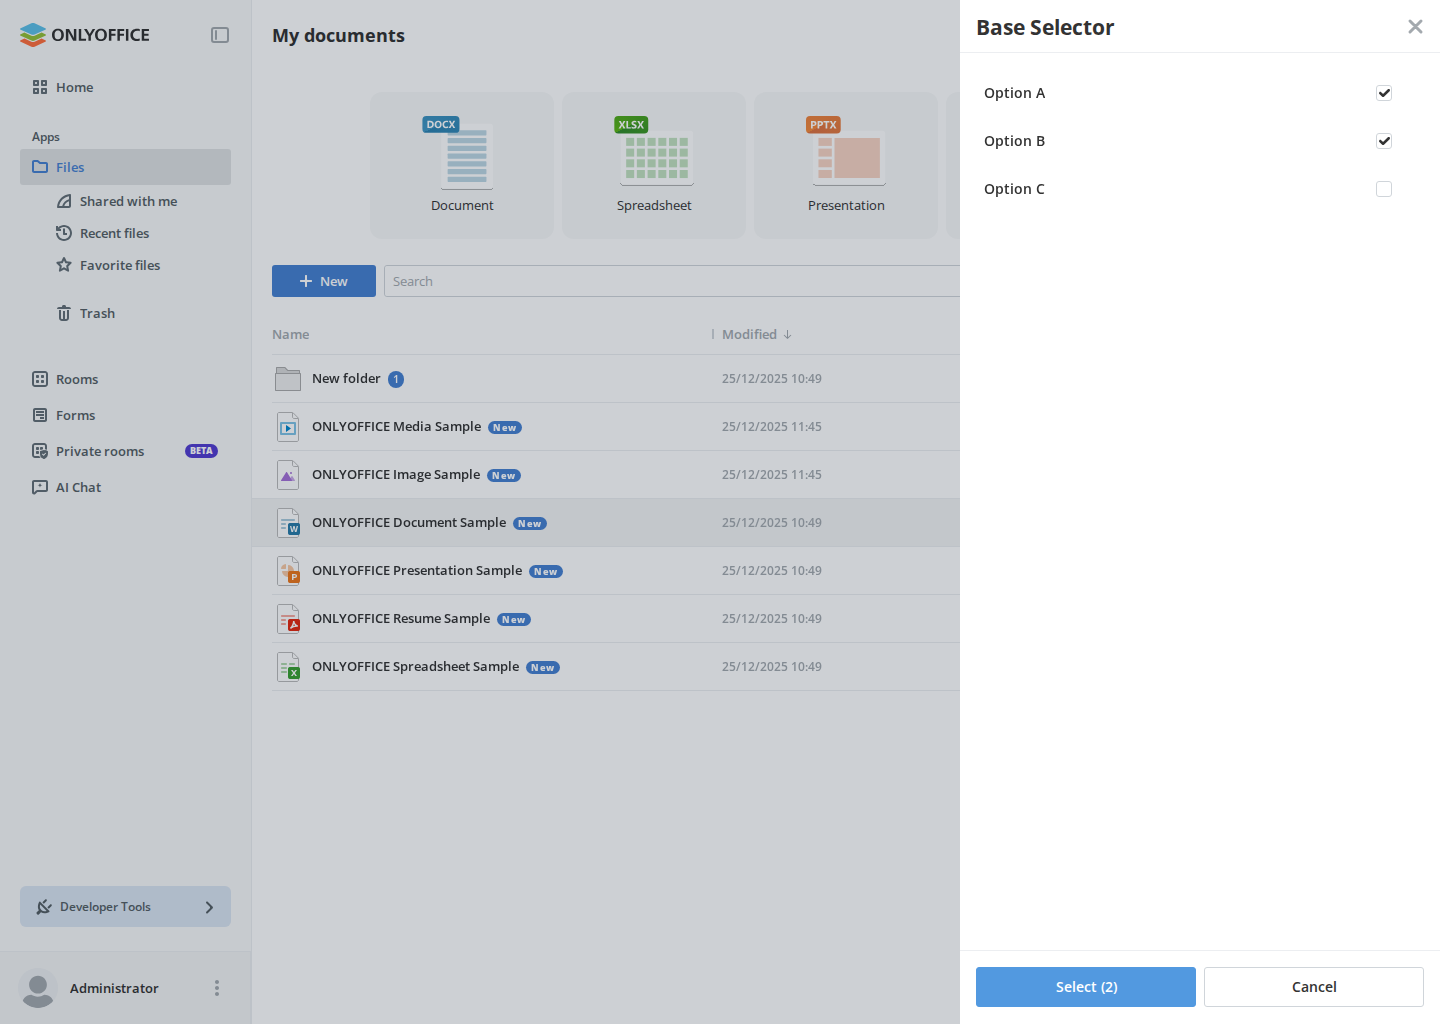 ONLYOFFICE
Home
Apps
Files
Shared with me
Recent files
Favorite files
Trash
Rooms
Forms
Private rooms BETA
AI Chat
Developer Tools
Administrator
My documents
DOCX XLSX PPTX
Document Spreadsheet Presentation
New Search
Name Modified
New folder 1 25/12/2025 10:49
ONLYOFFICE Media Sample New 25/12/2025 11:45
ONLYOFFICE Image Sample New 25/12/2025 11:45
ONLYOFFICE Document Sample New 25/12/2025 10:49
ONLYOFFICE Presentation Sample New 25/12/2025 10:49
ONLYOFFICE Resume Sample New 25/12/2025 10:49
ONLYOFFICE Spreadsheet Sample New 25/12/2025 10:49
Base Selector
Option A
Option B
Option C
Select (2) Cancel